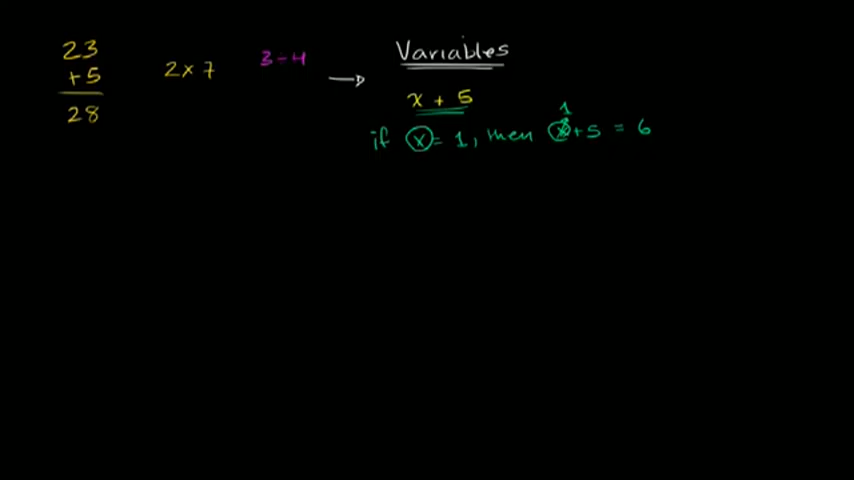 23
+5
28
2 × 7
3 ÷ 4
Variables
x + 5
1
if x = 1, then x + 5 = 6